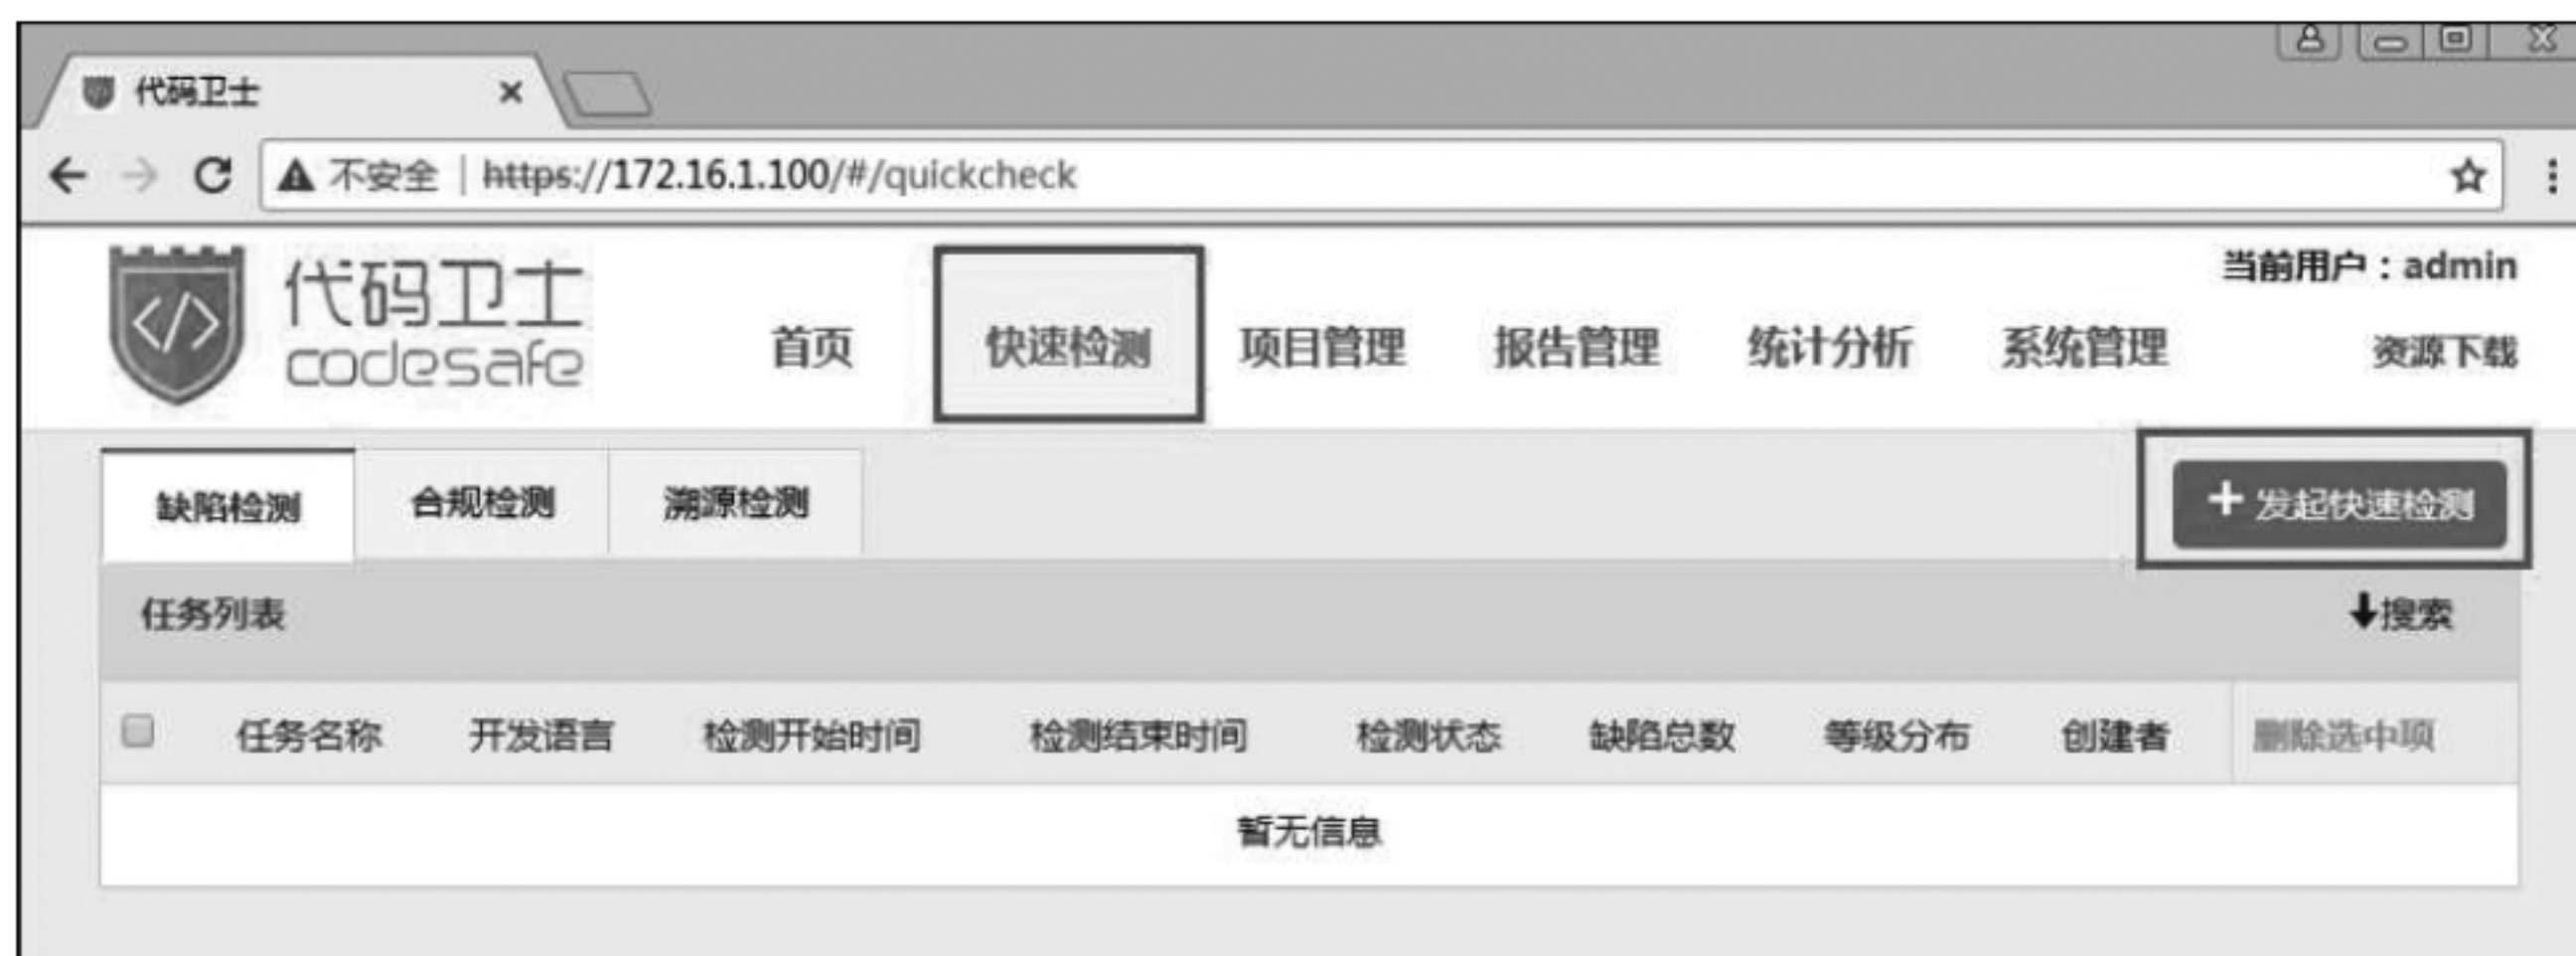 代码卫士
不安全 https://172.16.1.100/#/quickcheck
代码卫士
codesafe
当前用户：admin
首页 快速检测 项目管理 报告管理 统计分析 系统管理 资源下载
缺陷检测 合规检测 溯源检测 +发起快速检测
任务列表 搜索
任务名称 开发语言 检测开始时间 检测结束时间 检测状态 缺陷总数 等级分布 创建者 删除选中项
暂无信息